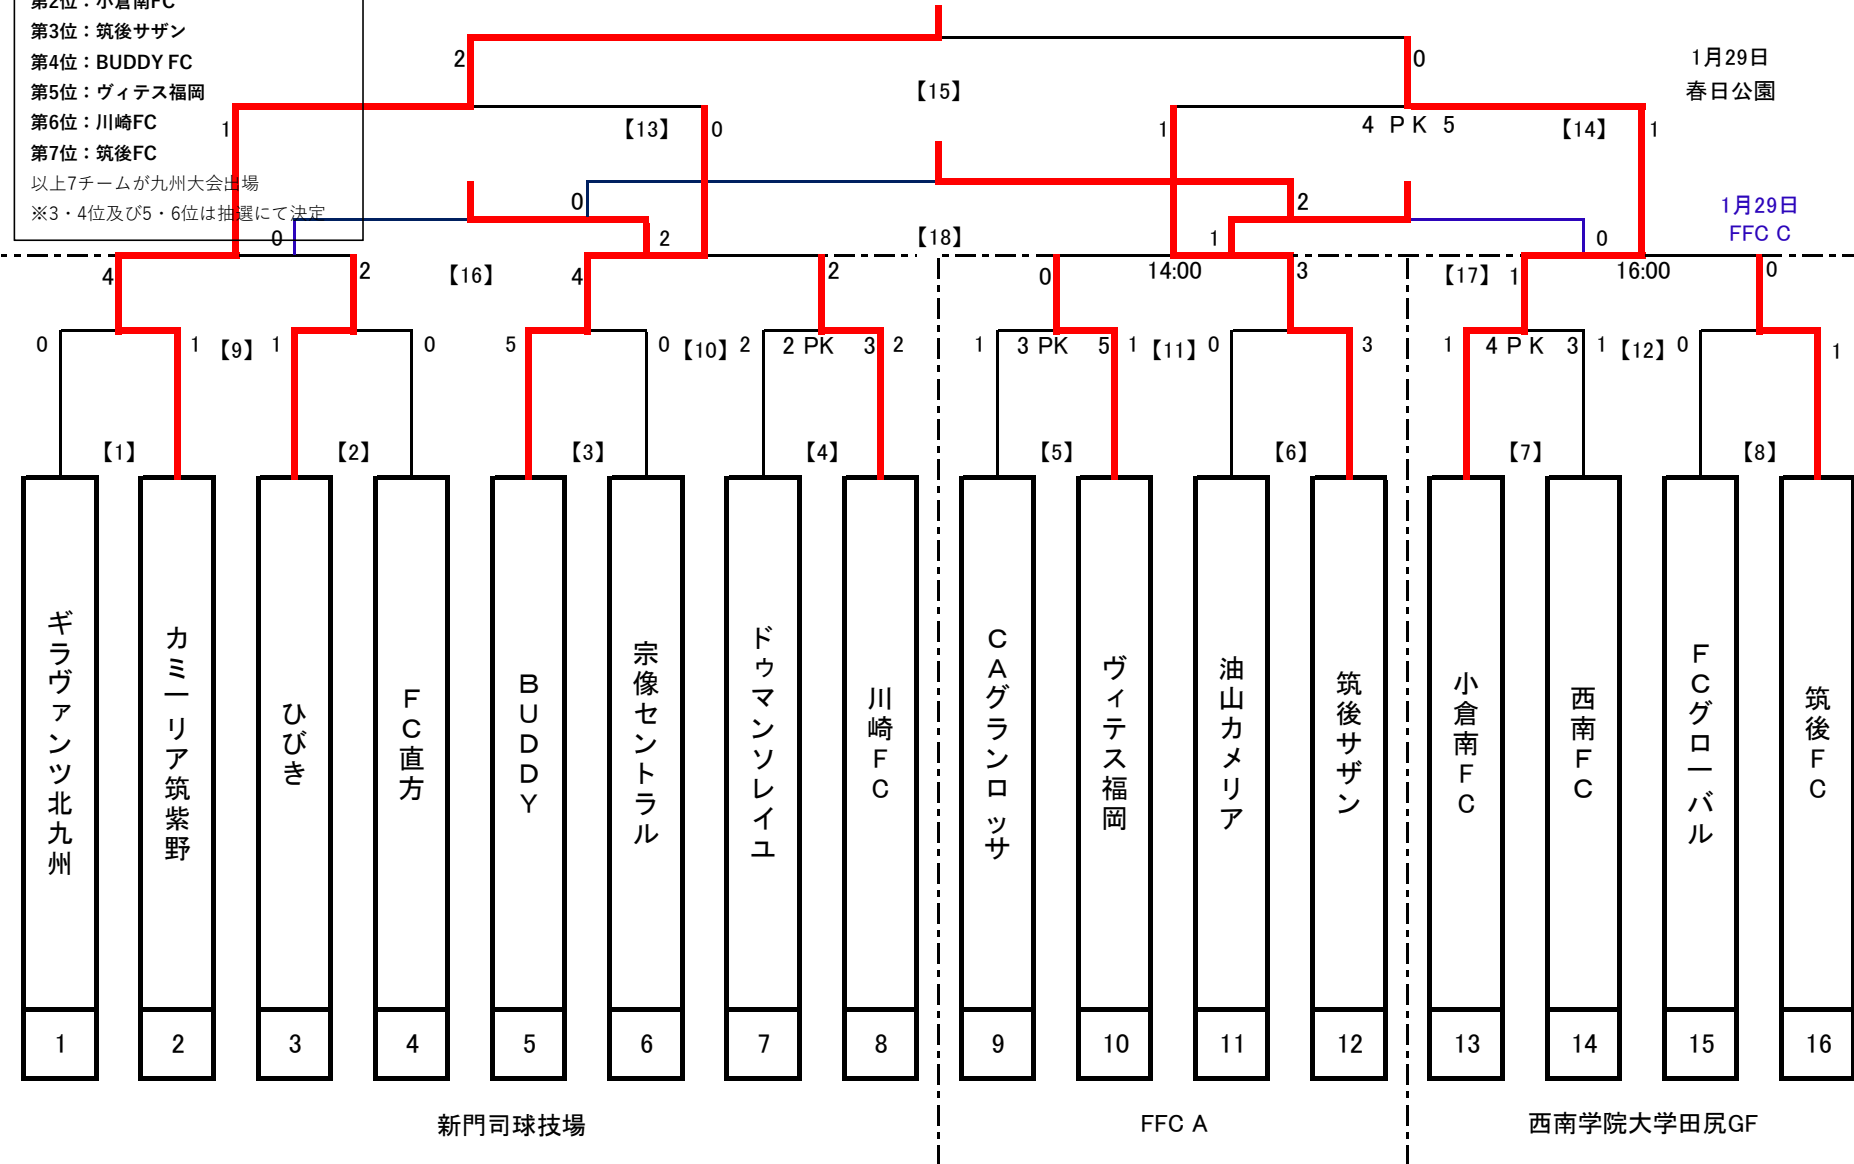 第2位：小倉南FC
第3位：筑後サザン
第4位：BUDDY FC
第5位：ヴィテス福岡
第6位：川崎FC
第7位：筑後FC
以上7チームが九州大会出場
※3・4位及び5・6位は抽選にて決定
2
0
1月29日
【15】
春日公園
1
【13】
0
1
4 PK 5
【14】
1
0
2
1月29日
FFC C
0
2
【18】
1
0
4
2
【16】
4
2
0
14:00
3
【17】
1
16:00
0
0
1
【9】
1
0
5
0
【10】
2
2 PK 3
2
1
3 PK 5
1
【11】
0
3
1
4 PK 3
1
【12】
0
1
【1】
【2】
【3】
【4】
【5】
【6】
【7】
【8】
ギラヴァンツ北九州
カミーリア筑紫野
ひびき
FC直方
BUDDY
宗像セントラル
ドゥマンソレイユ
川崎FC
CAグランロッサ
ヴィテス福岡
油山カメリア
筑後サザン
小倉南FC
西南FC
FCグローバル
筑後FC
1
2
3
4
5
6
7
8
9
10
11
12
13
14
15
16
新門司球技場
FFC A
西南学院大学田尻GF